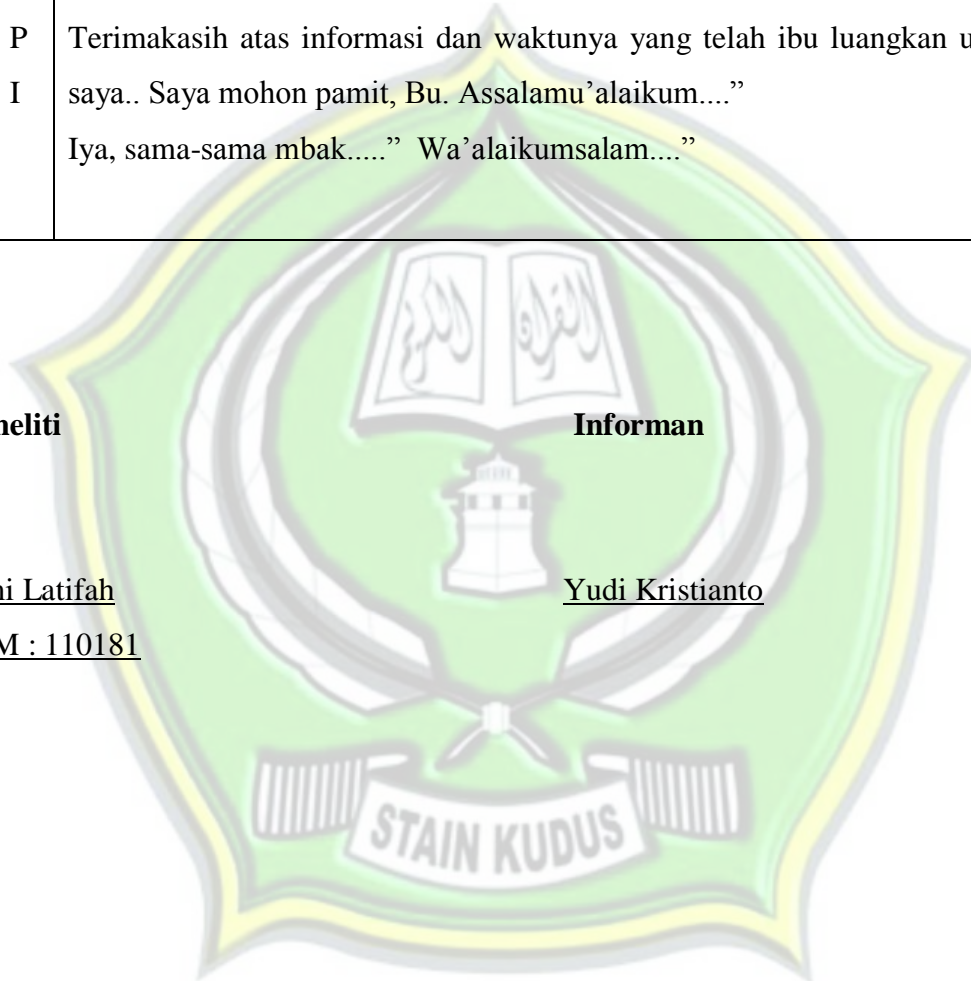 P Terimakasih atas informasi dan waktunya yang telah ibu luangkan u
I saya.. Saya mohon pamit, Bu. Assalamu’alaikum....”
Iya, sama-sama mbak.....” Wa’alaikumsalam....”
neliti Informan
ni Latifah Yudi Kristianto
M : 110181
STAIN KUDUS